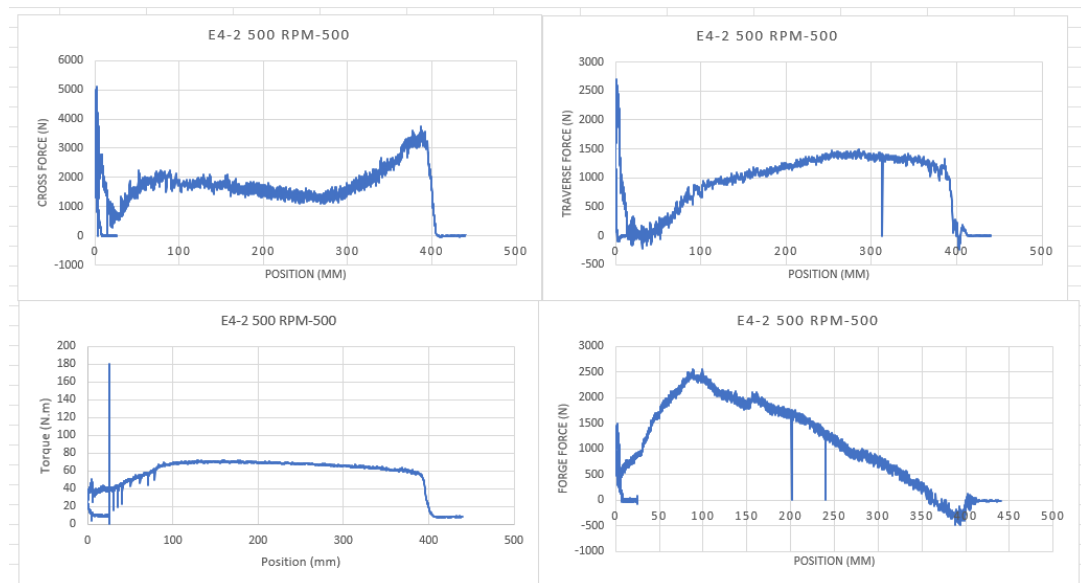 E4-2 500 RPM-500
6000
5000
4000
3000
2000
1000
0
-1000
CROSS FORCE (N)
0 100 200 300 400 500
POSITION (MM)
E4-2 500 RPM-500
3000
2500
2000
1500
1000
500
0
-500
TRAVERSE FORCE (N)
0 100 200 300 400 500
POSITION (MM)
E4-2 500 RPM-500
200
180
160
140
120
100
80
60
40
20
0
Torque (N.m)
0 100 200 300 400 500
Position (mm)
E4-2 500 RPM-500
3000
2500
2000
1500
1000
500
0
-500
-1000
FORGE FORCE (N)
0 50 100 150 200 250 300 350 400 450 500
POSITION (MM)